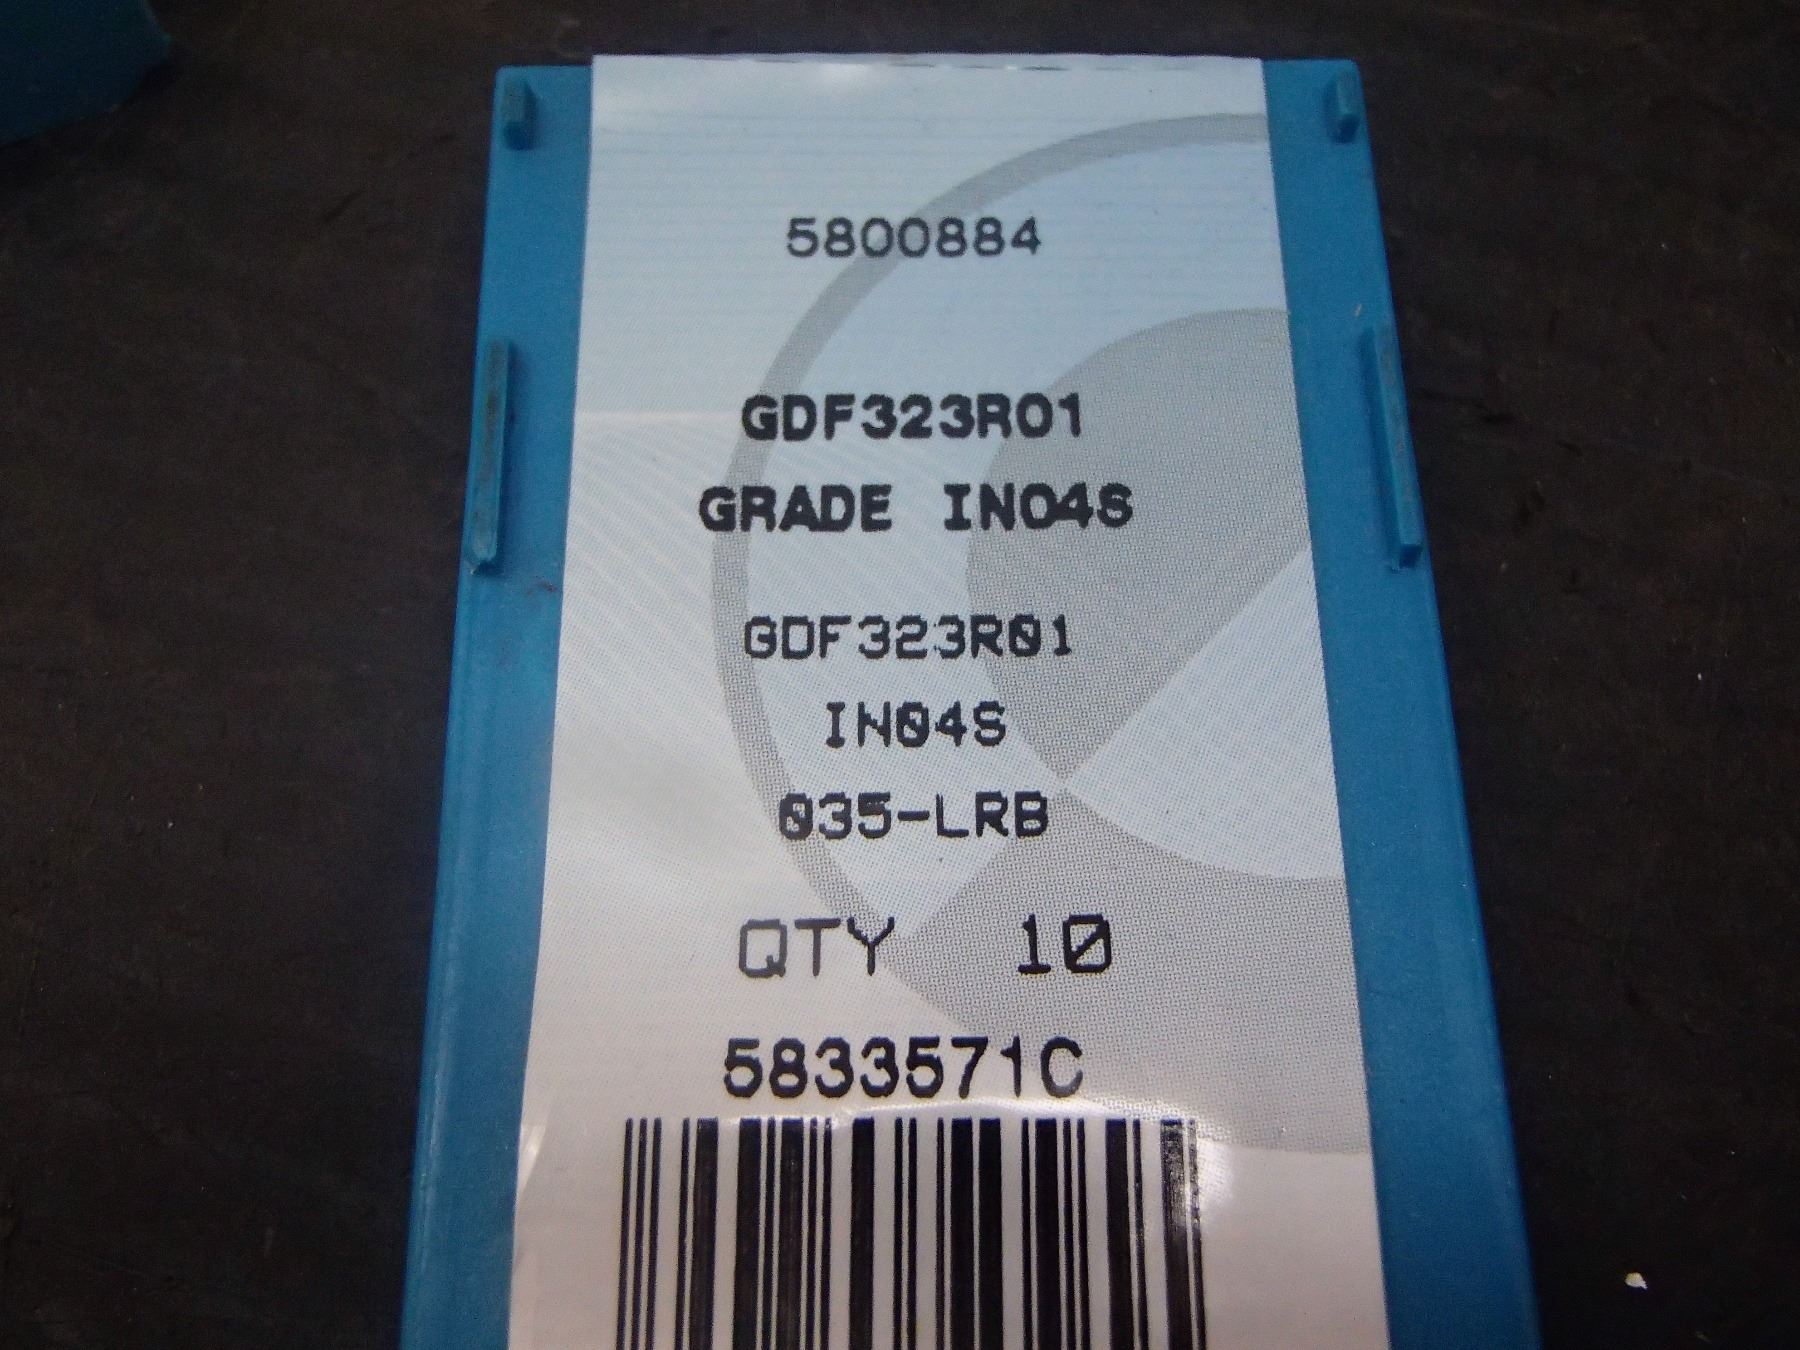 5800884
GDF323R01
GRADE IN04S
GDF323R01
IN04S
035-LRB
QTY 10
5833571C